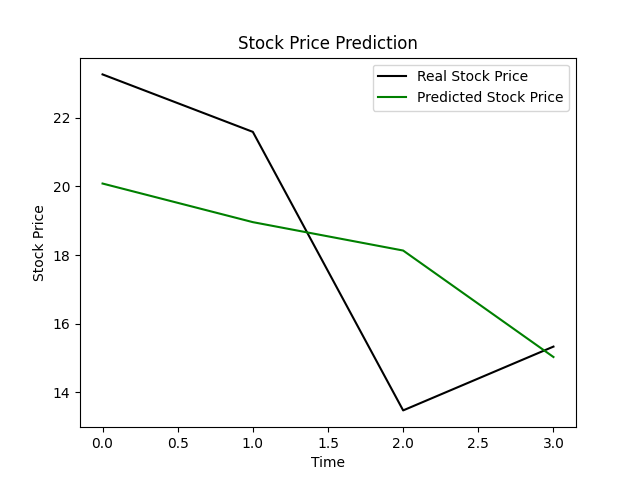 Stock Price Prediction
Real Stock Price
Predicted Stock Price
Stock Price
22
20
18
16
14
0.0 0.5 1.0 1.5 2.0 2.5 3.0
Time